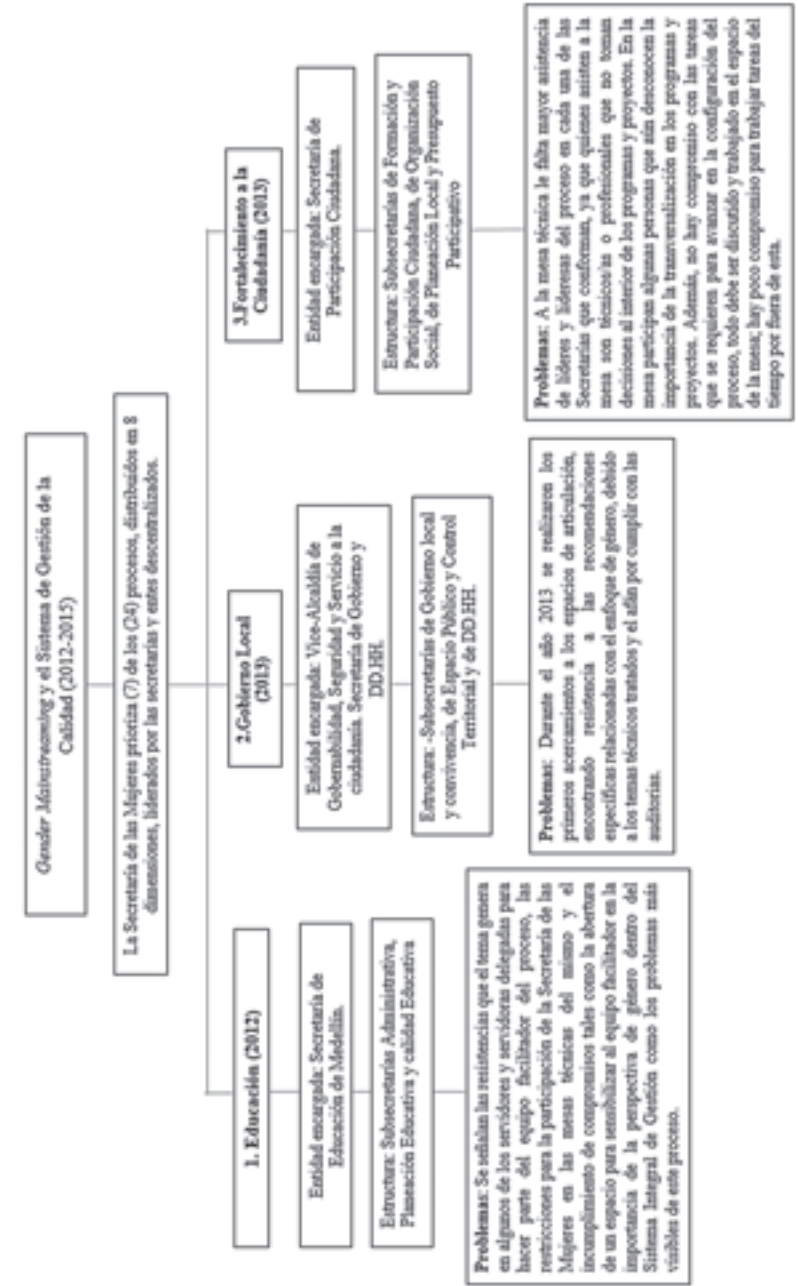 Gender Mainstreaming y el Sistema de Gestión de la
Calidad (2012-2015)
La Secretaría de las Mujeres prioriza (7) de los (24) procesos, distribuidos en 8
dimensiones, liderados por las secretarías y entes descentralizados.
1. Educación (2012)
Entidad encargada: Secretaría de
Educación de Medellín.
Estructura: Subsecretarías Administrativa,
Planeación Educativa y calidad Educativa
Problemas: Se señalan las resistencias que el tema genera
en algunos de los servidores y servidoras delegadas para
hacer parte del equipo facilitador del proceso, las
restricciones para la participación de la Secretaría de las
Mujeres en las mesas técnicas del mismo y el
incumplimiento de compromisos tales como la abertura
de un espacio para sensibilizar al equipo facilitador en la
importancia de la perspectiva de género dentro del
Sistema Integral de Gestión como los problemas más
visibles de este proceso.
2.Gobierno Local
(2013)
Entidad encargada: Vice-Alcaldía de
Gobernabilidad, Seguridad y Servicio a la
ciudadanía. Secretaría de Gobierno y
DD.HH.
Estructura: -Subsecretarías de Gobierno local
y convivencia, de Espacio Público y Control
Territorial y de DD.HH.
Problemas: Durante el año 2013 se realizaron los
primeros acercamientos a los espacios de articulación,
encontrando resistencia a las recomendaciones
específicas relacionadas con el enfoque de género, debido
a los temas técnicos tratados y el afán por cumplir con las
auditorías.
3.Fortalecimiento a la
Ciudadanía (2013)
Entidad encargada: Secretaría de
Participación Ciudadana.
Estructura: Subsecretarías de Formación y
Participación Ciudadana, de Organización
Social, de Planeación Local y Presupuesto
Participativo
Problemas: A la mesa técnica le falta mayor asistencia
de líderes y lideresas del proceso en cada una de las
Secretarías que conforman, ya que quienes asisten a la
mesa son técnicos/as o profesionales que no toman
decisiones al interior de los programas y proyectos. En la
mesa participan algunas personas que aún desconocen la
importancia de la transversalización en los programas y
proyectos. Además, no hay compromiso con las tareas
que se requieren para avanzar en la configuración del
proceso, todo debe ser discutido y trabajado en el espacio
de la mesa; hay poco compromiso para trabajar tareas del
tiempo por fuera de esta.